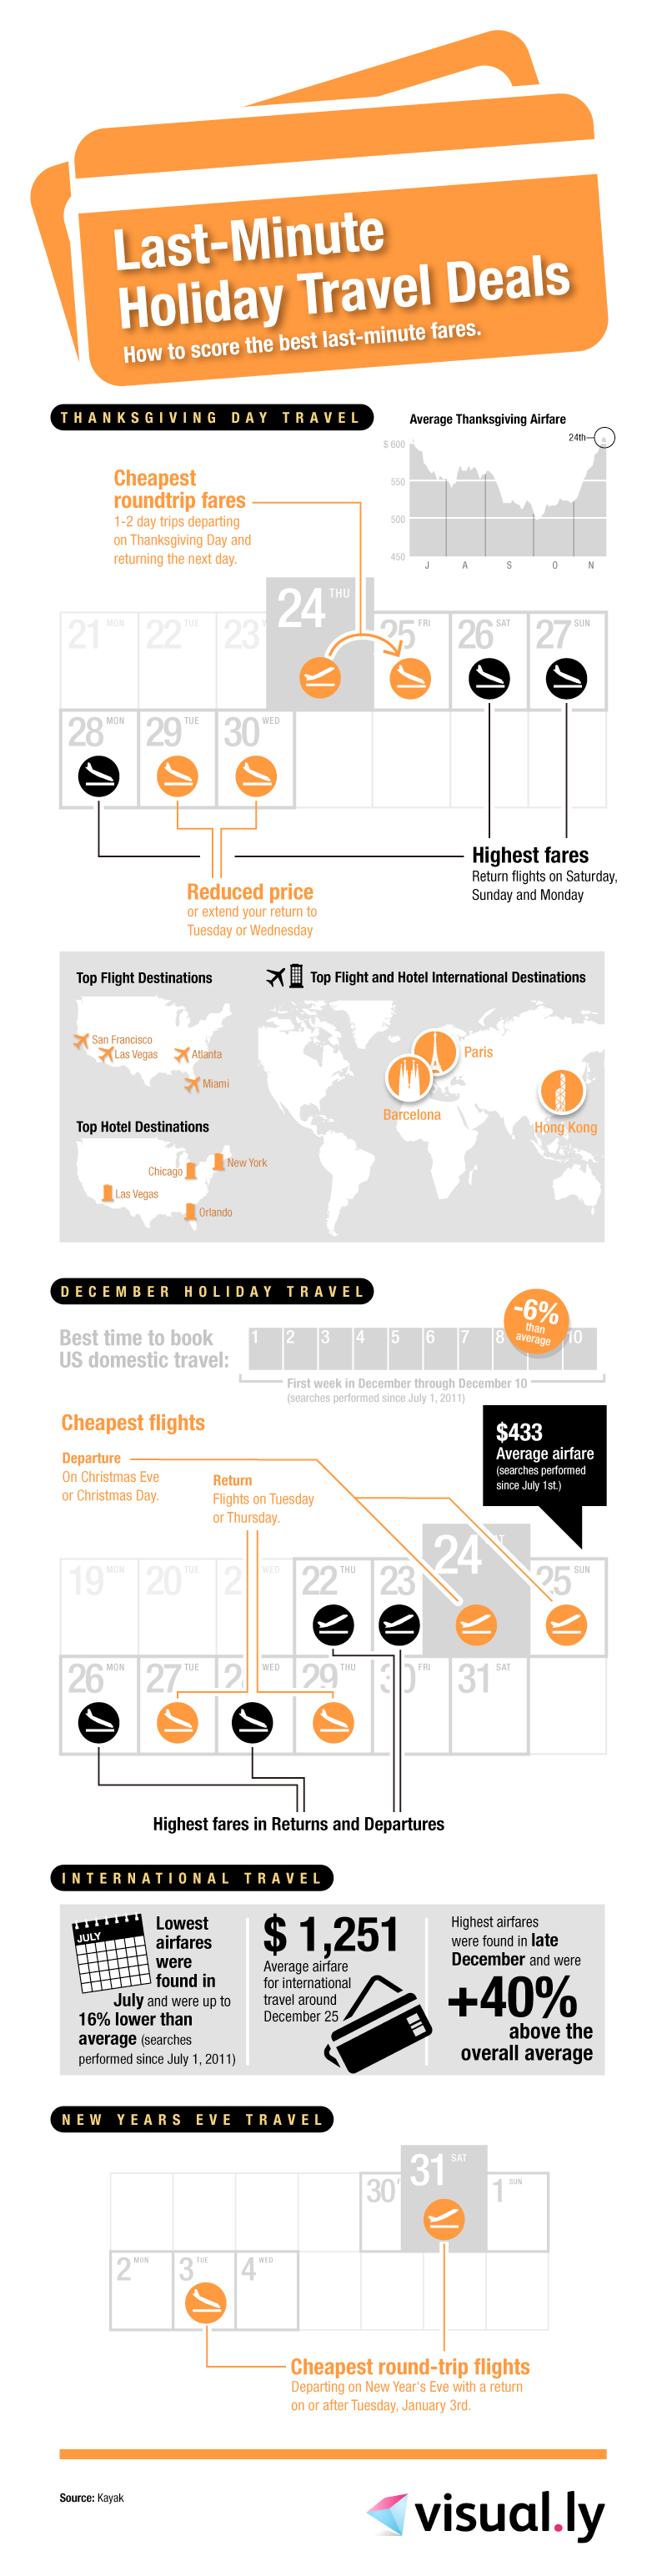 Last-Minute
Holiday Travel Deals
How to score the best last-minute fares.
THANKSGIVING DAY TRAVEL
Average Thanksgiving Airfare
24th
$ 600
550
500
450
J A S O N
Cheapest
roundtrip fares
1-2 day trips departing
on Thanksgiving Day and
returning the next day.
21 MON 22 TUE 23 24 THU 25 FRI 26 SAT 27 SUN
28 MON 29 TUE 30 WED
Highest fares
Return flights on Saturday,
Sunday and Monday
Reduced price
or extend your return to
Tuesday or Wednesday
Top Flight Destinations
San Francisco
Las Vegas
Atlanta
Miami
Top Hotel Destinations
New York
Chicago
Las Vegas
Orlando
Top Flight and Hotel International Destinations
Paris
Barcelona
Hong Kong
DECEMBER HOLIDAY TRAVEL
Best time to book
US domestic travel:
1 2 3 4 5 6 7 8 10
-6%
than
average
First week in December through December 10
(searches performed since July 1, 2011)
Cheapest flights
$433
Average airfare
(searches performed
since July 1st.)
Departure
On Christmas Eve
or Christmas Day.
Return
Flights on Tuesday
or Thursday.
19 MON 20 TUE 2 WED 22 THU 23 24 25 SUN
26 MON 27 TUE 2 WED 29 THU 30 FRI 31 SAT
Highest fares in Returns and Departures
INTERNATIONAL TRAVEL
JULY
Lowest
airfares
were
found in
July and were up to
16% lower than
average (searches
performed since July 1, 2011)
$ 1,251
Average airfare
for international
travel around
December 25
Highest airfares
were found in late
December and were
+40%
above the
overall average
NEW YEARS EVE TRAVEL
30 31 SAT 1 SUN
2 MON 3 TUE 4 WED
Cheapest round-trip flights
Departing on New Year's Eve with a return
on or after Tuesday, January 3rd.
Source: Kayak
visual.ly